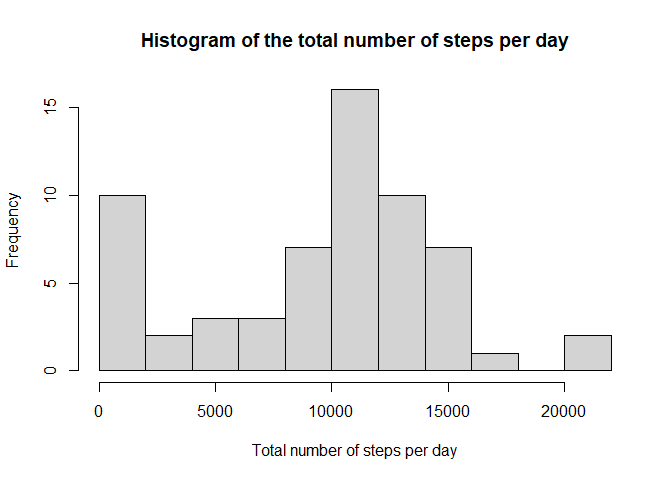 Histogram of the total number of steps per day
Frequency
15
10
5
0
0 5000 10000 15000 20000
Total number of steps per day